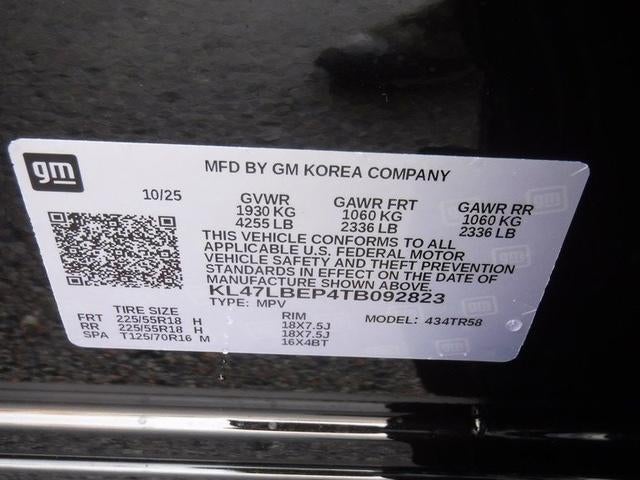 gm
MFD BY GM KOREA COMPANY
10/25
GVWR GAWR FRT GAWR RR
1930 KG 1060 KG 1060 KG
4255 LB 2336 LB 2336 LB
THIS VEHICLE CONFORMS TO ALL
APPLICABLE U.S. FEDERAL MOTOR
VEHICLE SAFETY AND THEFT PREVENTION
STANDARDS IN EFFECT ON THE DATE OF
MANUFACTURE SHOWN ABOVE.
KL47LBEP4TB092823
TYPE: MPV
TIRE SIZE RIM MODEL: 434TR58
FRT 225/55R18 H 18X7.5J
RR 225/55R18 H 18X7.5J
SPA T125/70R16 M 16X4BT